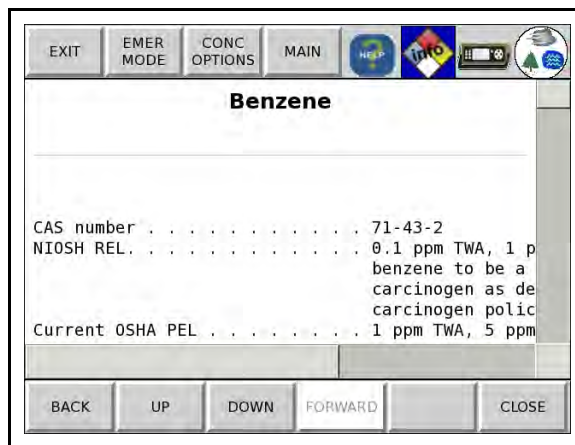 EXIT
EMER
MODE
CONC
OPTIONS
MAIN
HELP
?
info
Benzene
CAS number . . . . . . . . . . . . 71-43-2
NIOSH REL. . . . . . . . . . . . . 0.1 ppm TWA, 1 p
benzene to be a
carcinogen as de
carcinogen polic
Current OSHA PEL . . . . . . . . 1 ppm TWA, 5 ppm
BACK
UP
DOWN
FORWARD
CLOSE